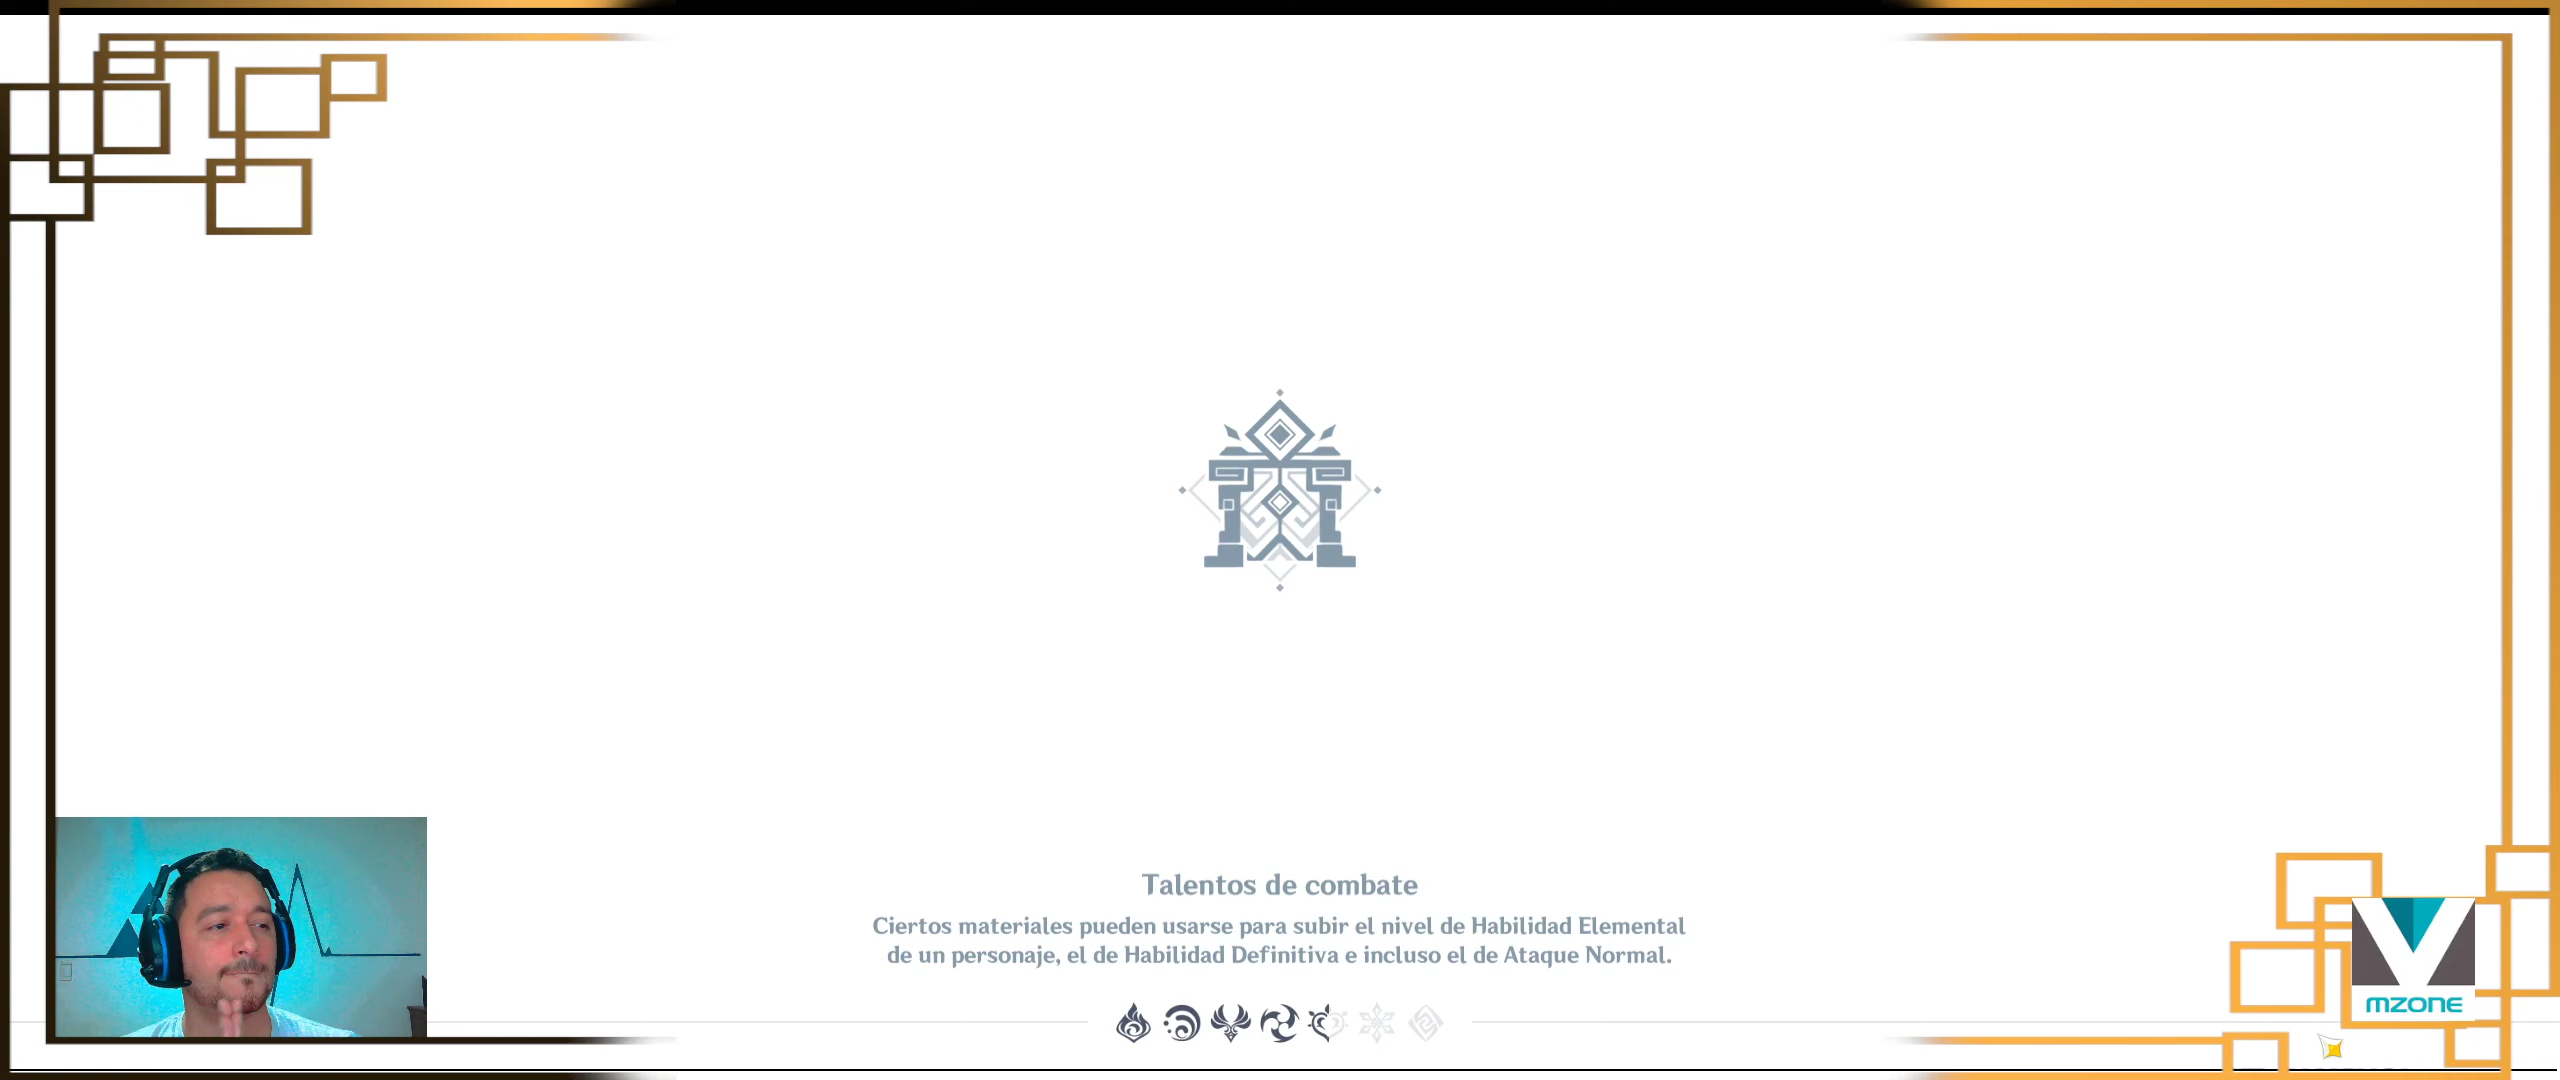 Talentos de combate
Ciertos materiales pueden usarse para subir el nivel de Habilidad Elemental
de un personaje, el de Habilidad Definitiva e incluso el de Ataque Normal.
MZONE